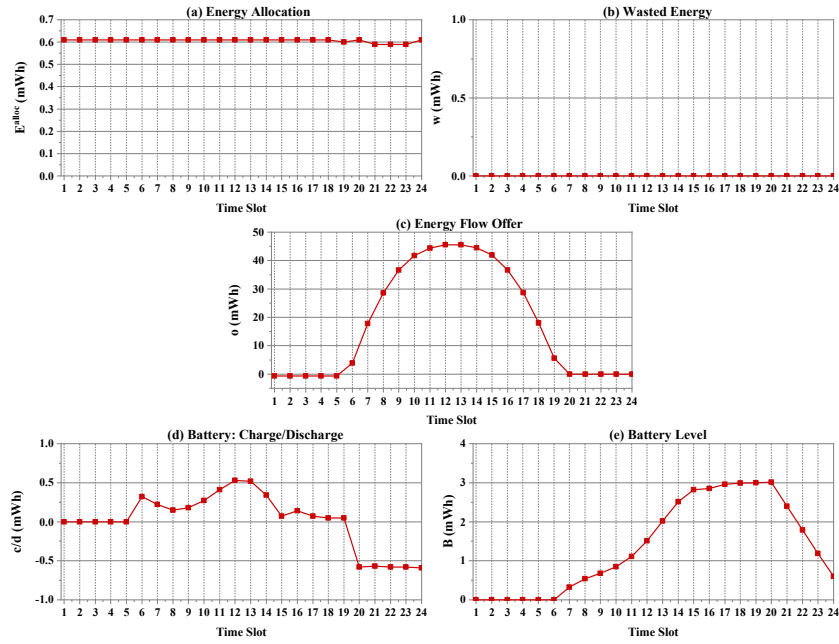 (a) Energy Allocation
0.7
0.6
0.5
0.4
0.3
0.2
0.1
0.0
E^alloc (mWh)
1 2 3 4 5 6 7 8 9 10 11 12 13 14 15 16 17 18 19 20 21 22 23 24
Time Slot
(b) Wasted Energy
1.0
0.5
0.0
w (mWh)
1 2 3 4 5 6 7 8 9 10 11 12 13 14 15 16 17 18 19 20 21 22 23 24
Time Slot
(c) Energy Flow Offer
50
40
30
20
10
0
o (mWh)
1 2 3 4 5 6 7 8 9 10 11 12 13 14 15 16 17 18 19 20 21 22 23 24
Time Slot
(d) Battery: Charge/Discharge
1.0
0.5
0.0
-0.5
-1.0
c/d (mWh)
1 2 3 4 5 6 7 8 9 10 11 12 13 14 15 16 17 18 19 20 21 22 23 24
Time Slot
(e) Battery Level
4
3
2
1
0
B (mWh)
1 2 3 4 5 6 7 8 9 10 11 12 13 14 15 16 17 18 19 20 21 22 23 24
Time Slot